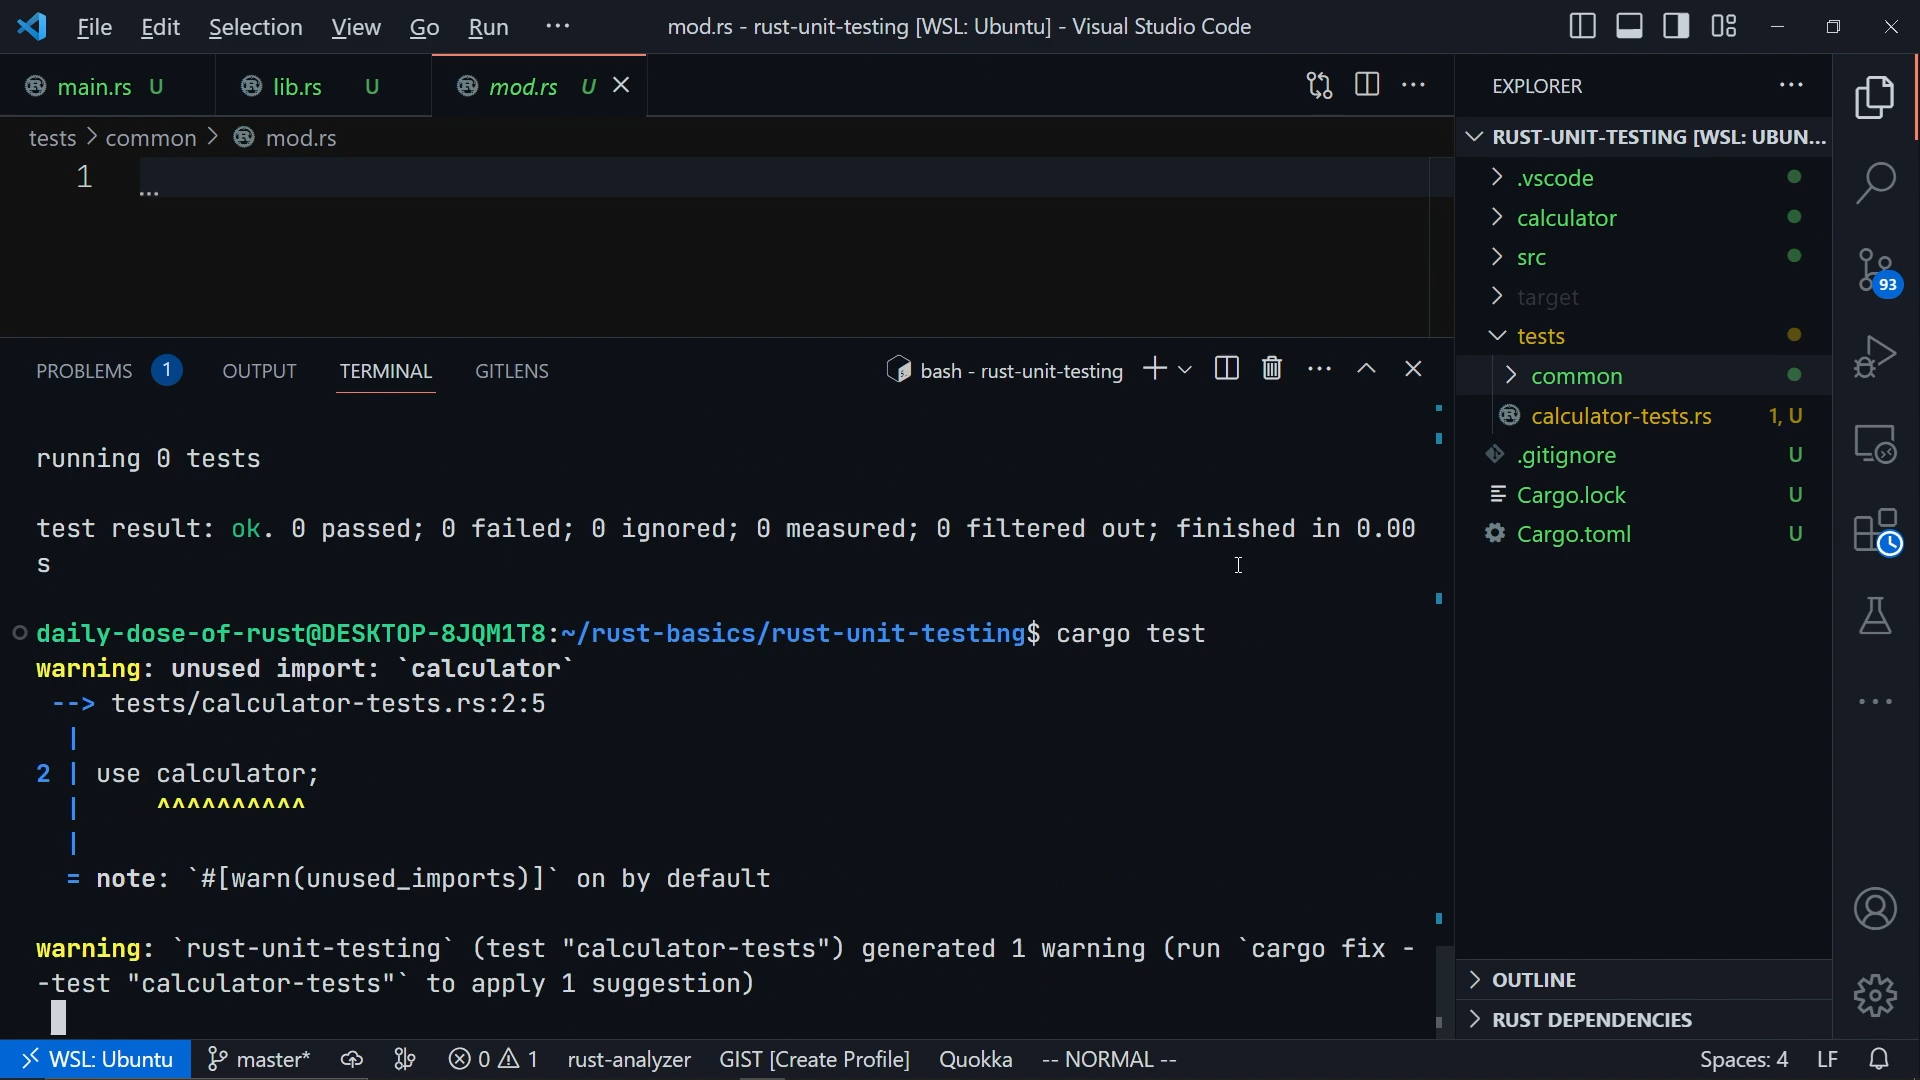 File Edit Selection View Go Run ··· mod.rs - rust-unit-testing [WSL: Ubuntu] - Visual Studio Code
main.rs U lib.rs U mod.rs U
tests > common > mod.rs
1
PROBLEMS 1 OUTPUT TERMINAL GITLENS bash - rust-unit-testing
running 0 tests
test result: ok. 0 passed; 0 failed; 0 ignored; 0 measured; 0 filtered out; finished in 0.00
s
daily-dose-of-rust@DESKTOP-8JQM1T8:~/rust-basics/rust-unit-testing$ cargo test
warning: unused import: `calculator`
--> tests/calculator-tests.rs:2:5
|
2 | use calculator;
| ^^^^^^^^^^
|
= note: `#[warn(unused_imports)]` on by default
warning: `rust-unit-testing` (test "calculator-tests") generated 1 warning (run `cargo fix -
-test "calculator-tests"` to apply 1 suggestion)
EXPLORER
RUST-UNIT-TESTING [WSL: UBUN...
.vscode
calculator
src
target
tests
common
calculator-tests.rs 1, U
.gitignore U
Cargo.lock U
Cargo.toml U
OUTLINE
RUST DEPENDENCIES
93
WSL: Ubuntu master* 0 1 rust-analyzer GIST [Create Profile] Quokka -- NORMAL -- Spaces: 4 LF